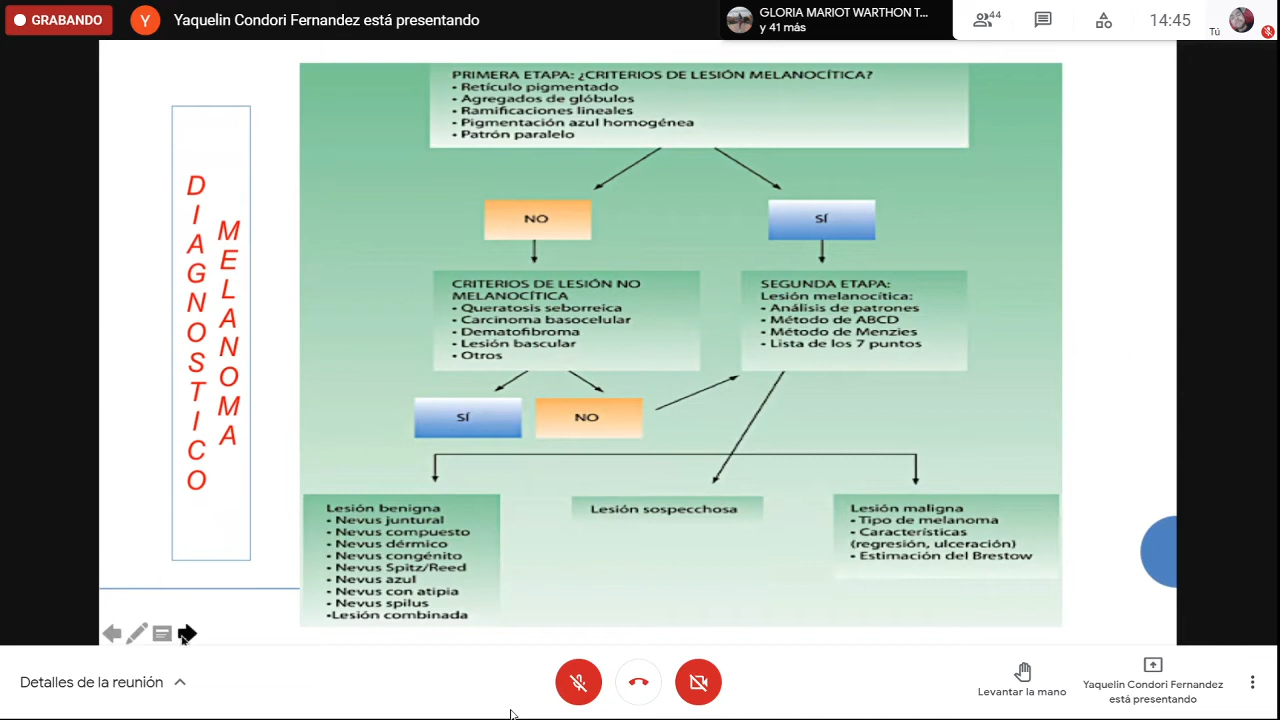 GRABANDO
Y
Yaquelin Condori Fernandez está presentando
GLORIA MARIOT WARTHON T...
y 41 más
44
14:45
Tú
DIAGNOSTICO
MELANOMA
PRIMERA ETAPA: ¿CRITERIOS DE LESIÓN MELANOCÍTICA?
• Retículo pigmentado
• Agregados de glóbulos
• Ramificaciones lineales
• Pigmentación azul homogénea
• Patrón paralelo
NO
SÍ
CRITERIOS DE LESIÓN NO
MELANOCÍTICA
• Queratosis seborreica
• Carcinoma basocelular
• Dematofibroma
• Lesión bascular
• Otros
SEGUNDA ETAPA:
Lesión melanocítica:
• Análisis de patrones
• Método de ABCD
• Método de Menzies
• Lista de los 7 puntos
SÍ
NO
Lesión benigna
• Nevus juntural
• Nevus compuesto
• Nevus dérmico
• Nevus congénito
• Nevus Spitz/Reed
• Nevus azul
• Nevus con atipia
• Nevus spilus
•Lesión combinada
Lesión sospecchosa
Lesión maligna
• Tipo de melanoma
• Características
(regresión, ulceración)
• Estimación del Brestow
Detalles de la reunión
Levantar la mano
Yaquelin Condori Fernandez
está presentando